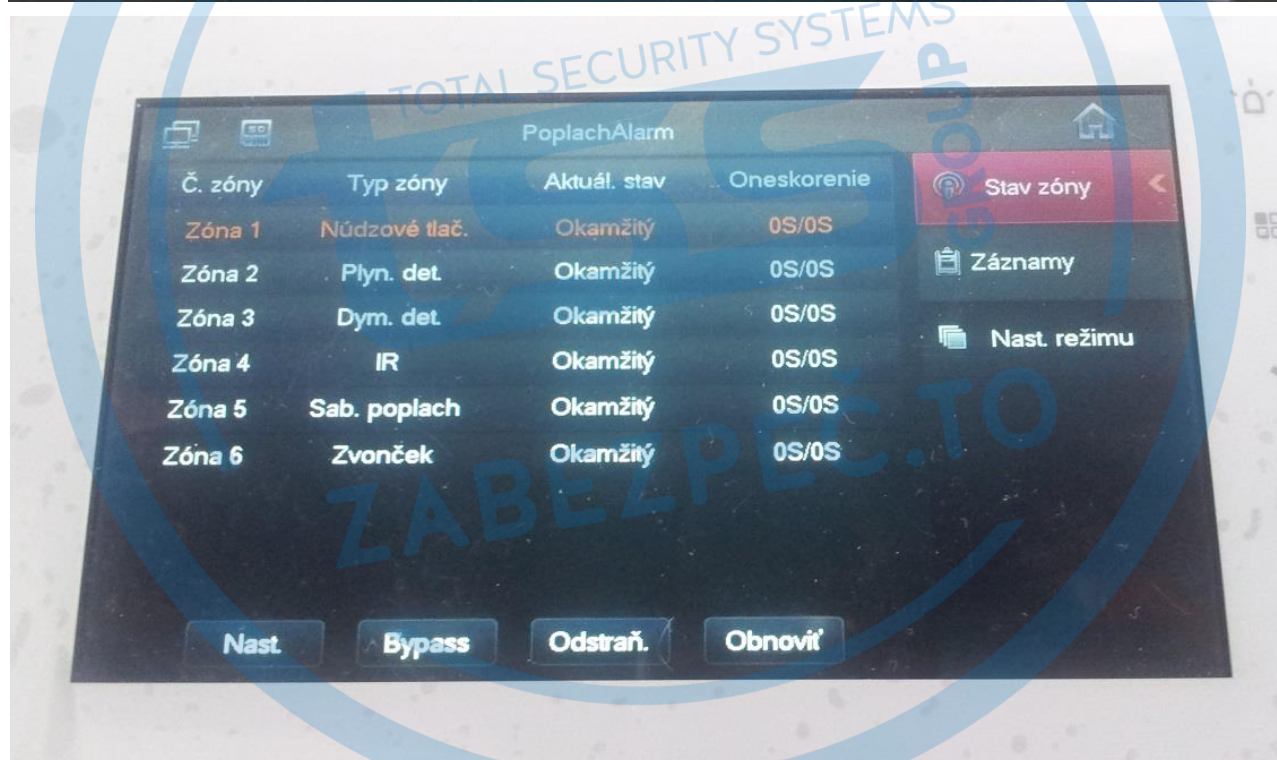 TOTAL SECURITY SYSTEMS
GROUP
PoplachAlarm
Č. zóny Typ zóny Aktuál. stav Oneskorenie
Zóna 1 Núdzové tlač. Okamžitý 0S/0S
Zóna 2 Plyn. det. Okamžitý 0S/0S
Zóna 3 Dym. det. Okamžitý 0S/0S
Zóna 4 IR Okamžitý 0S/0S
Zóna 5 Sab. poplach Okamžitý 0S/0S
Zóna 6 Zvonček Okamžitý 0S/0S
Stav zóny
Záznamy
Nast. režimu
TSS
ZABEZPEČ.TO
Nast. Bypass Odstraň. Obnoviť